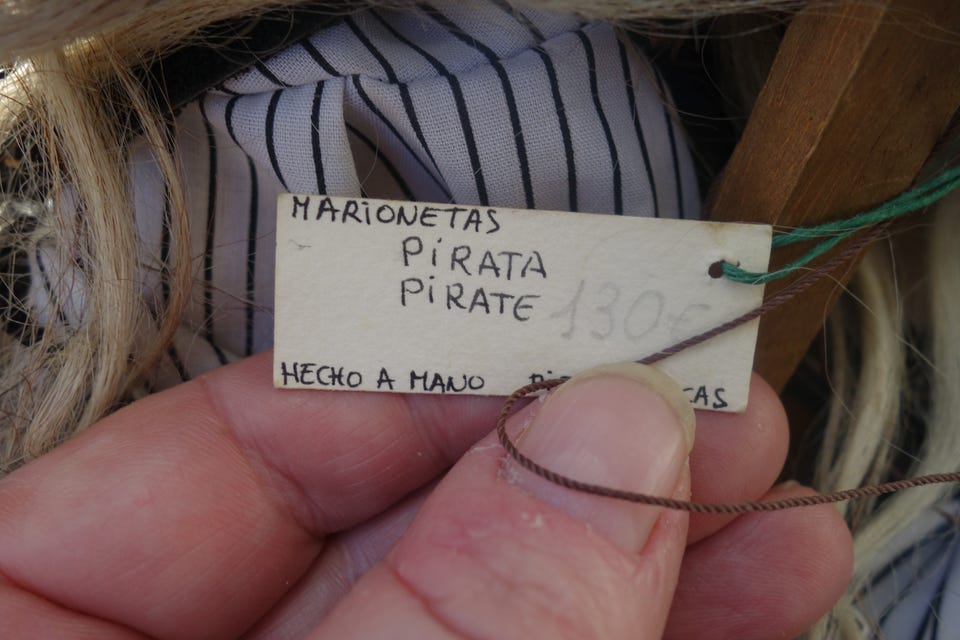 MARIONETAS
PIRATA
PIRATE 130€
HECHO A MANO